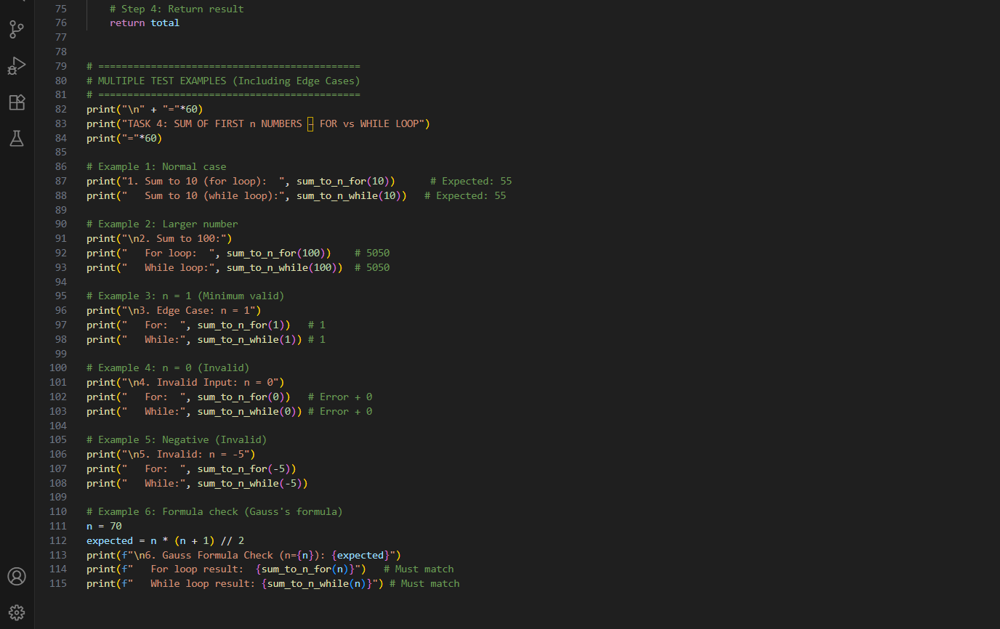 75 # Step 4: Return result
76 return total
77
78
79 # =============================================
80 # MULTIPLE TEST EXAMPLES (Including Edge Cases)
81 # =============================================
82 print("\n" + "="*60)
83 print("TASK 4: SUM OF FIRST n NUMBERS – FOR vs WHILE LOOP")
84 print("="*60)
85
86 # Example 1: Normal case
87 print("1. Sum to 10 (for loop):  ", sum_to_n_for(10))      # Expected: 55
88 print("   Sum to 10 (while loop):", sum_to_n_while(10))   # Expected: 55
89
90 # Example 2: Larger number
91 print("\n2. Sum to 100:")
92 print("   For loop:  ", sum_to_n_for(100))    # 5050
93 print("   While loop:", sum_to_n_while(100))  # 5050
94
95 # Example 3: n = 1 (Minimum valid)
96 print("\n3. Edge Case: n = 1")
97 print("   For:  ", sum_to_n_for(1))   # 1
98 print("   While:", sum_to_n_while(1)) # 1
99
100 # Example 4: n = 0 (Invalid)
101 print("\n4. Invalid Input: n = 0")
102 print("   For:  ", sum_to_n_for(0))   # Error + 0
103 print("   While:", sum_to_n_while(0)) # Error + 0
104
105 # Example 5: Negative (Invalid)
106 print("\n5. Invalid: n = -5")
107 print("   For:  ", sum_to_n_for(-5))
108 print("   While:", sum_to_n_while(-5))
109
110 # Example 6: Formula check (Gauss's formula)
111 n = 70
112 expected = n * (n + 1) // 2
113 print(f"\n6. Gauss Formula Check (n={n}): {expected}")
114 print(f"   For loop result:  {sum_to_n_for(n)}")   # Must match
115 print(f"   While loop result: {sum_to_n_while(n)}") # Must match